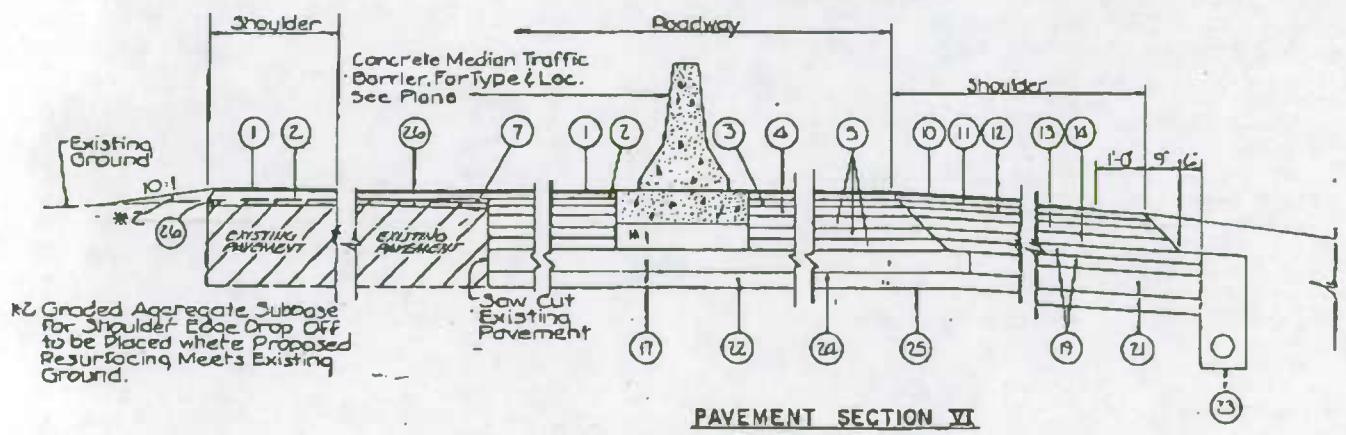 Shoulder
Roadway
Concrete Median Traffic
Barrier, For Type & Loc.
See Plans
Shoulder
1 2 26 7 1 2 3 4 5 10 11 12 13 14
1'-0" 9" 6"
Existing
Ground
10:1
*2
26
EXISTING
PAVEMENT
EXISTING
PAVEMENT
*1
*2 Graded Aggregate Subbase
for Shoulder Edge Drop Off
to be Placed where Proposed
Resurfacing Meets Existing
Ground.
Saw Cut
Existing
Pavement
17 22 24 25 19 21
23
PAVEMENT SECTION VI